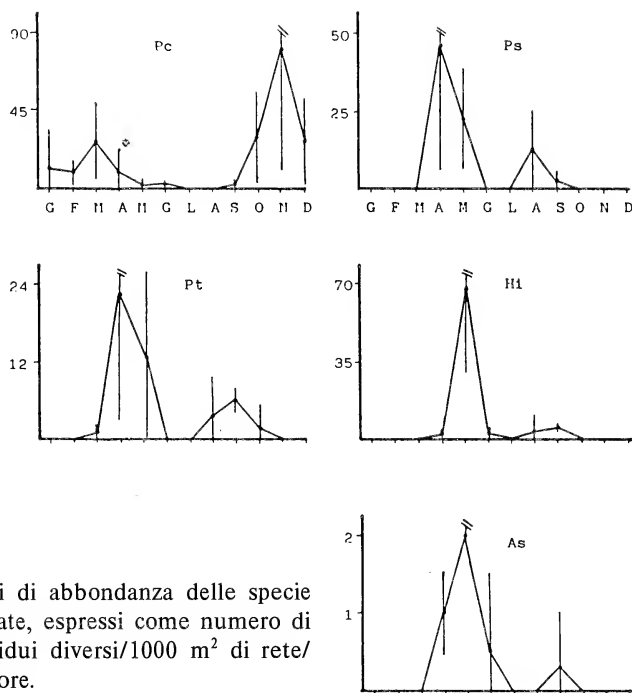 90
45
Pc
G F M A M G L A S O N D
50
25
Ps
G F M A M G L A S O N D
24
12
Pt
70
35
Hi
2
1
As
i di abbondanza delle specie
ate, espressi come numero di
idui diversi/1000 m² di rete/
ore.